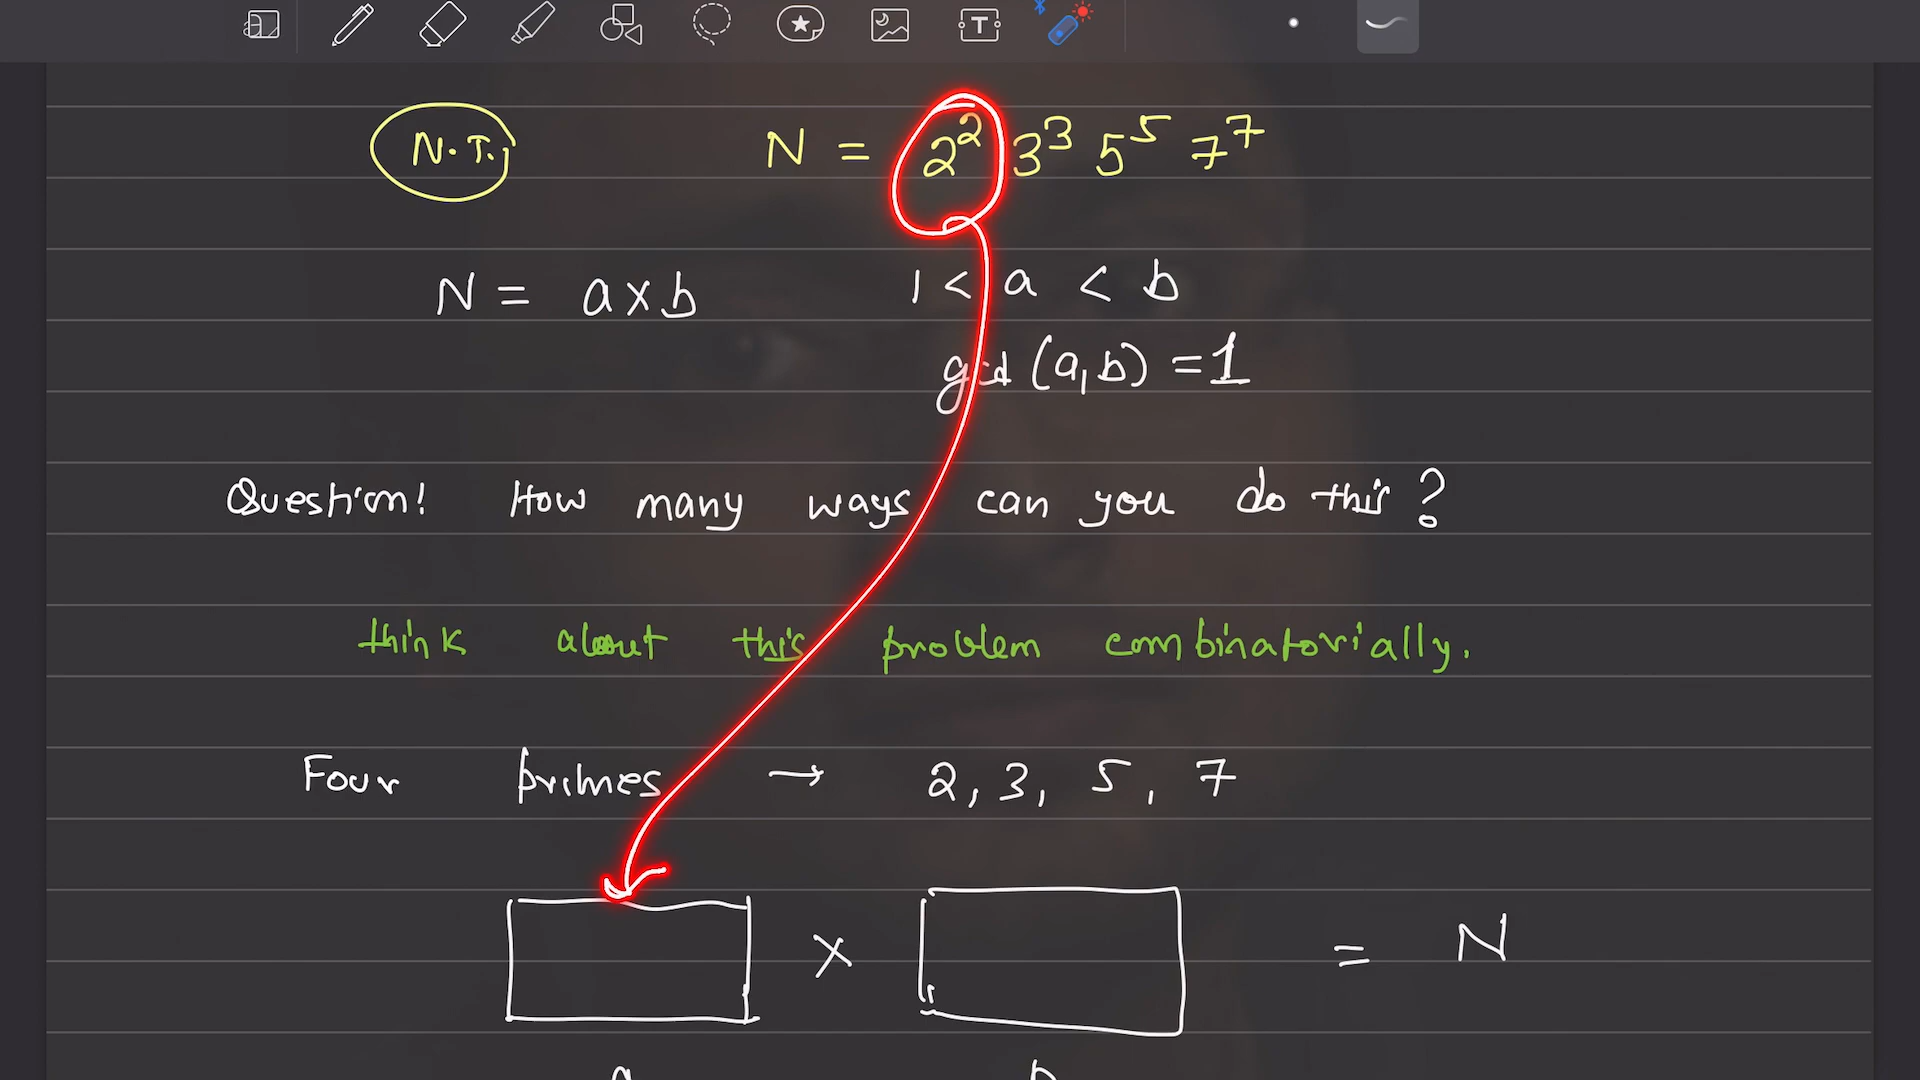 N.T.
N = 2² 3³ 5⁵ 7⁷
N = a x b 1 < a < b
gcd (a, b) = 1
Question! How many ways can you do this?
think about this problem combinatorially.
Four primes → 2, 3, 5, 7
x = N
a b